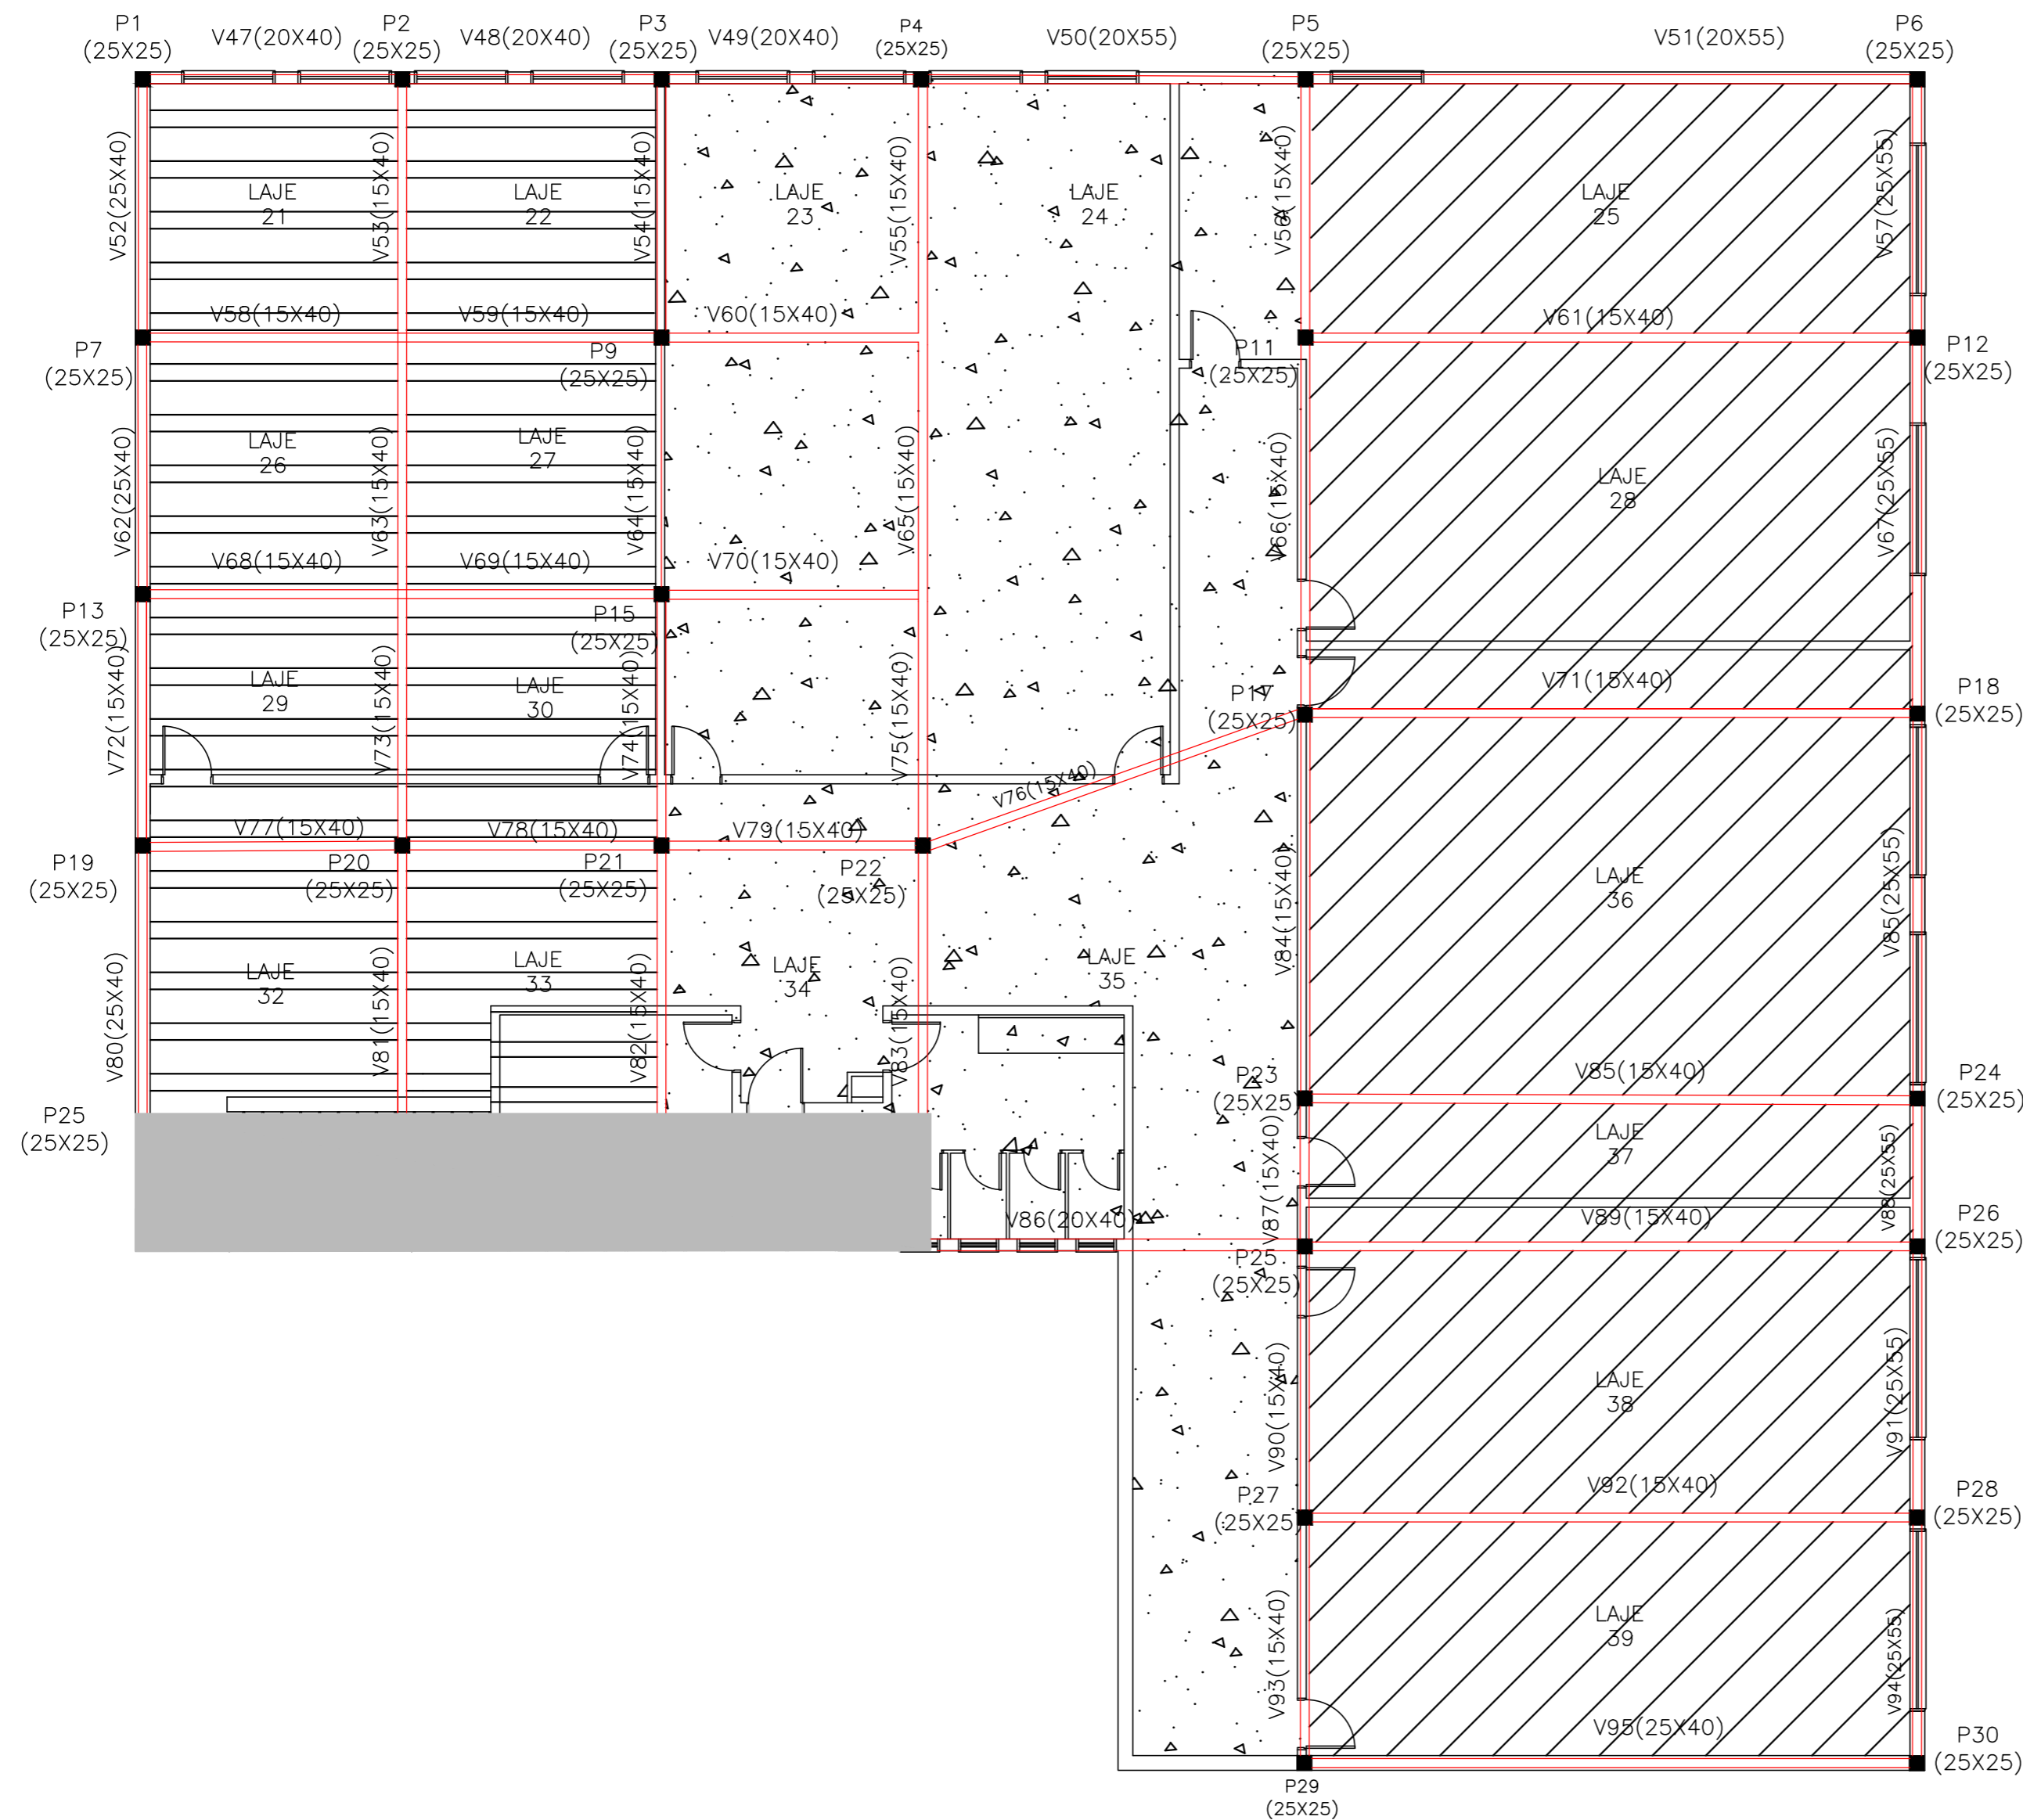 P1
(25X25)
V47(20X40)
P2
(25X25)
V48(20X40)
P3
(25X25)
V49(20X40)
P4
(25X25)
V50(20X55)
P5
(25X25)
V51(20X55)
P6
(25X25)
V52(25X40)
LAJE
21
V53(15X40)
LAJE
22
V54(15X40)
LAJE
23
V55(15X40)
LAJE
24
V56(15X40)
LAJE
25
V57(25X55)
V58(15X40)
V59(15X40)
V60(15X40)
V61(15X40)
P7
(25X25)
P9
(25X25)
P11
(25X25)
P12
(25X25)
V62(25X40)
LAJE
26
V63(15X40)
LAJE
27
V64(15X40)
V65(15X40)
V66(15X40)
LAJE
28
V67(25X55)
V68(15X40)
V69(15X40)
V70(15X40)
P13
(25X25)
P15
(25X25)
V72(15X40)
LAJE
29
V73(15X40)
LAJE
30
V74(15X40)
V75(15X40)
V76(15X40)
P17
(25X25)
V71(15X40)
P18
(25X25)
V77(15X40)
V78(15X40)
V79(15X40)
P19
(25X25)
P20
(25X25)
P21
(25X25)
P22
(25X25)
V84(15X40)
LAJE
36
V85(25X55)
V80(25X40)
LAJE
32
V81(15X40)
LAJE
33
V82(15X40)
LAJE
34
V83(15X40)
LAJE
35
P23
(25X25)
V85(15X40)
P24
(25X25)
P25
(25X25)
V87(15X40)
LAJE
37
V88(25X55)
V86(20X40)
V89(15X40)
P26
(25X25)
P25
(25X25)
V90(15X40)
LAJE
38
V91(25X55)
P27
(25X25)
V92(15X40)
P28
(25X25)
V93(15X40)
LAJE
39
V94(25X55)
V95(25X40)
P30
(25X25)
P29
(25X25)